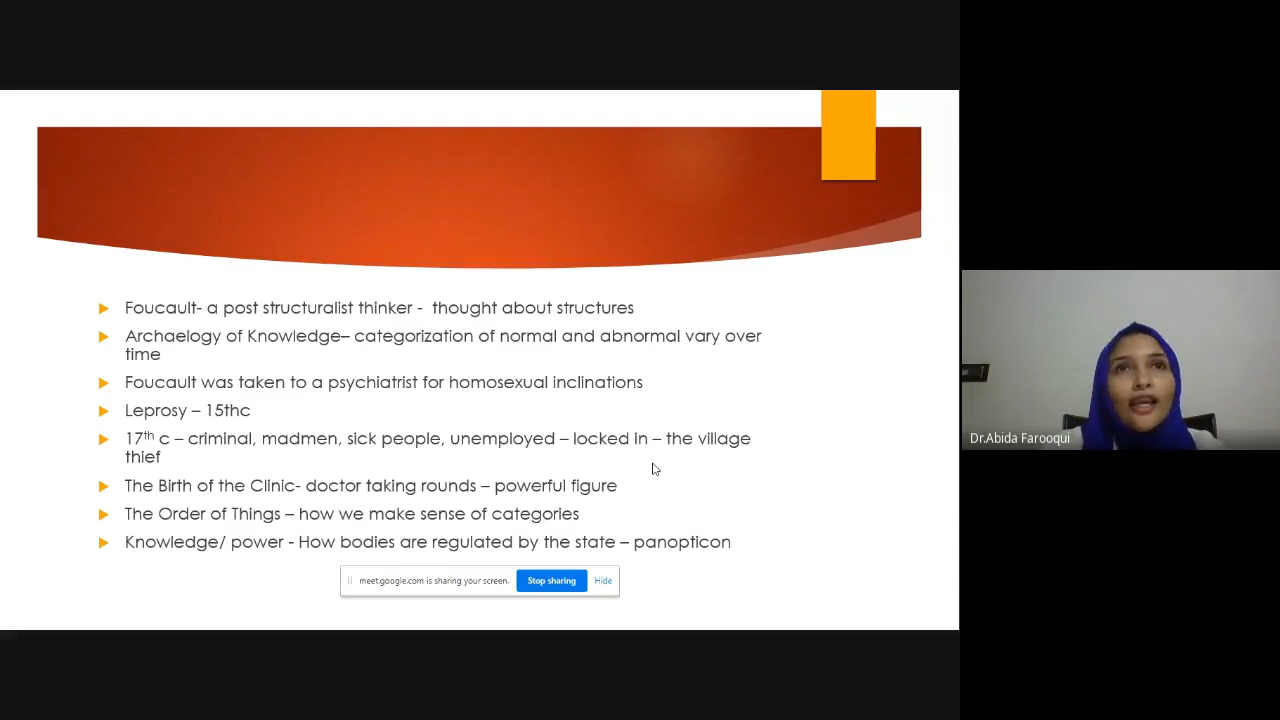 Foucault- a post structuralist thinker - thought about structures
Archaelogy of Knowledge– categorization of normal and abnormal vary over
time
Foucault was taken to a psychiatrist for homosexual inclinations
Leprosy – 15thc
17th c – criminal, madmen, sick people, unemployed – locked in – the village
thief
The Birth of the Clinic- doctor taking rounds – powerful figure
The Order of Things – how we make sense of categories
Knowledge/ power - How bodies are regulated by the state – panopticon
meet.google.com is sharing your screen. Stop sharing Hide
Dr.Abida Farooqui